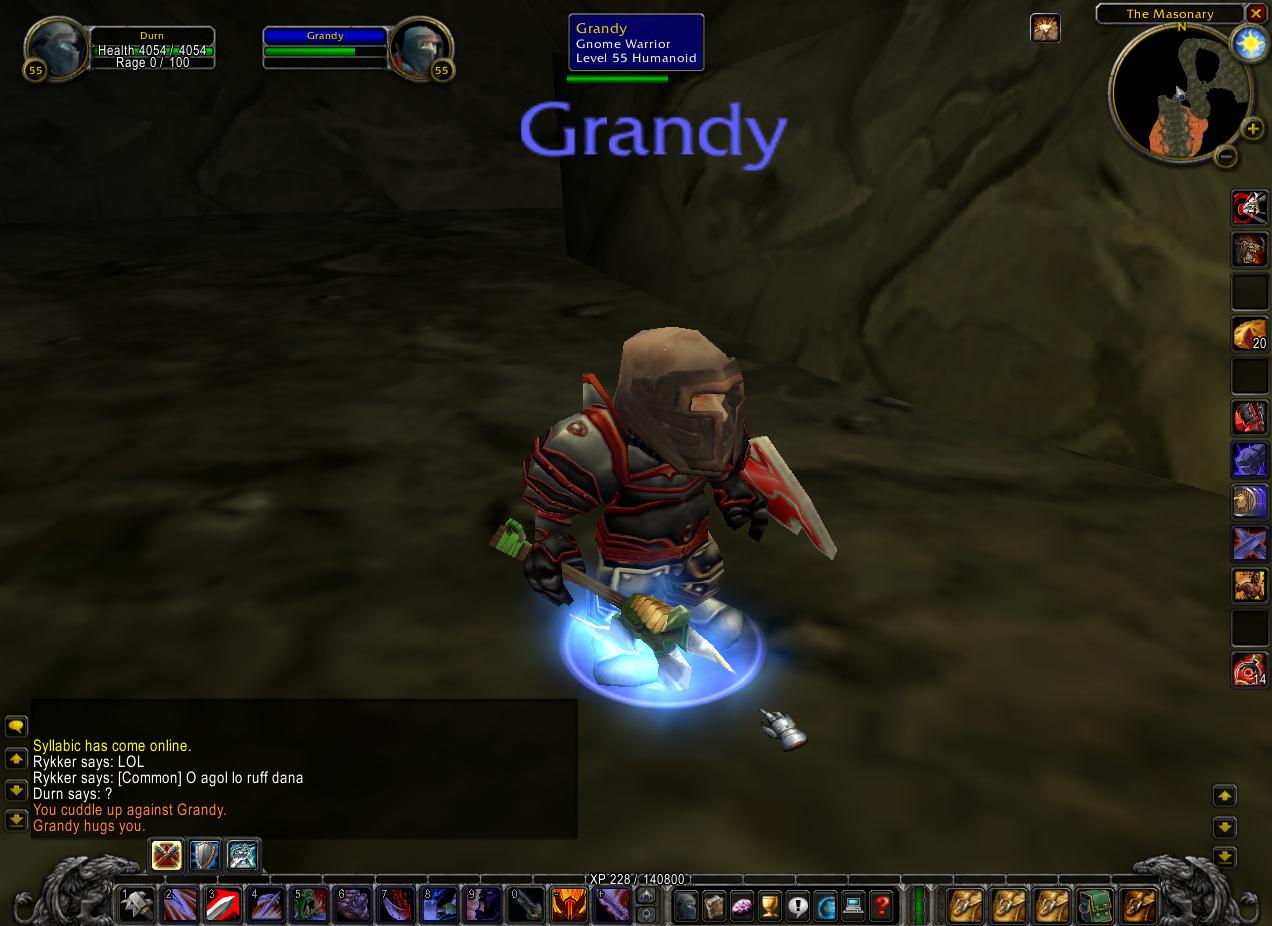 Durn
Health 4054 / 4054
Rage 0 / 100
55
Grandy
55
Grandy
Gnome Warrior
Level 55 Humanoid
The Masonary
N
Grandy
20
14
Syllabic has come online.
Rykker says: LOL
Rykker says: [Common] O agol lo ruff dana
Durn says: ?
You cuddle up against Grandy.
Grandy hugs you.
XP 228 / 140800
1 2 3 4 5 6 7 8 9 0 - +